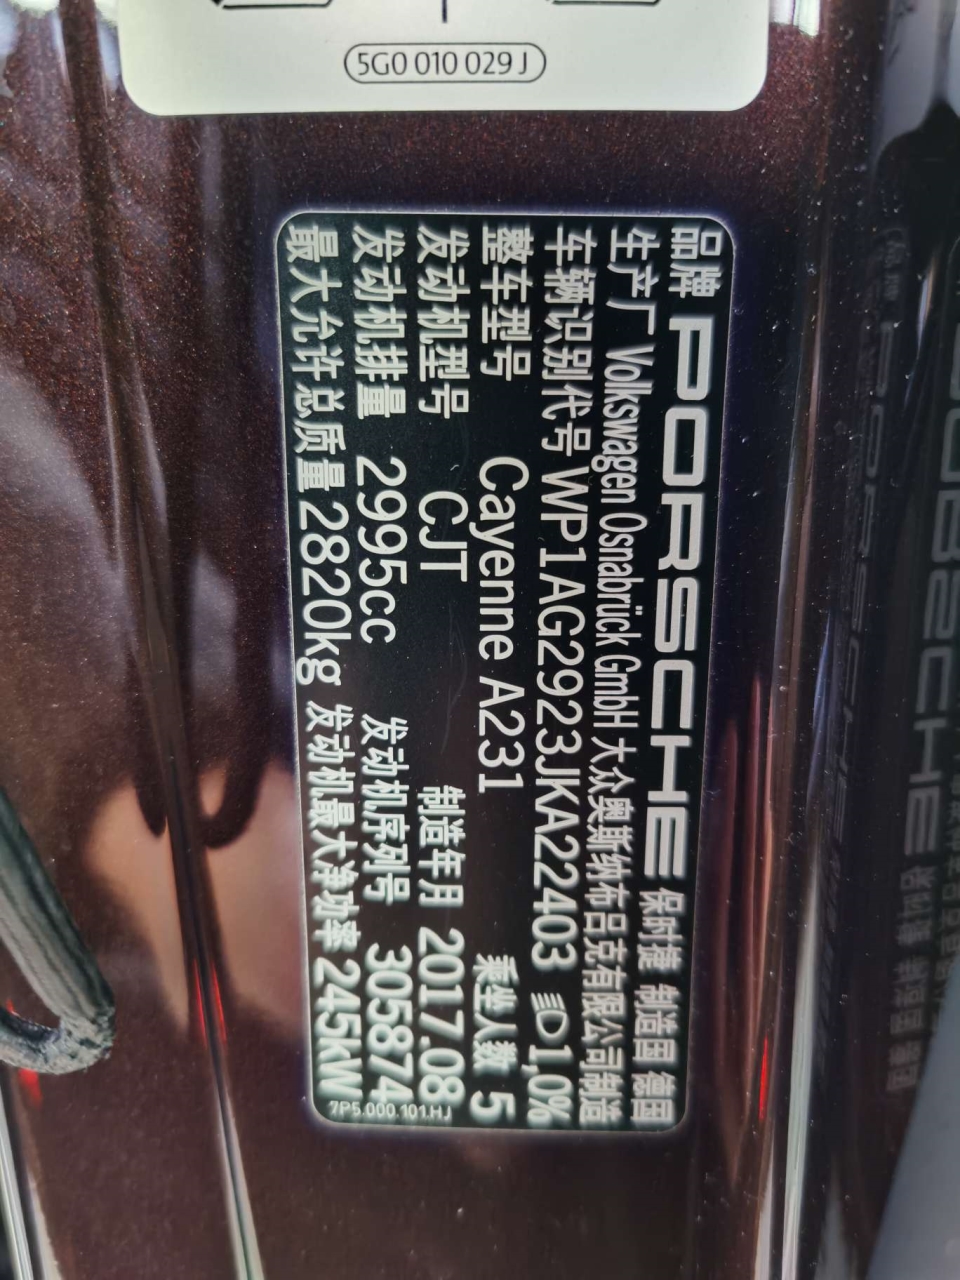 5G0 010 029 J
品牌 PORSCHE 保时捷 制造国 德国
生产厂 Volkswagen Osnabrück GmbH 大众奥斯纳布吕克有限公司制造
车辆识别代号 WP1AG2923JKA22403 1,0%
整车型号 Cayenne A231 乘坐人数 5
发动机型号 CJT 制造年月 2017.08
发动机排量 2995cc 发动机序列号 305874
最大允许总质量 2820kg 发动机最大净功率 245kW
7P5.000.101.HJ